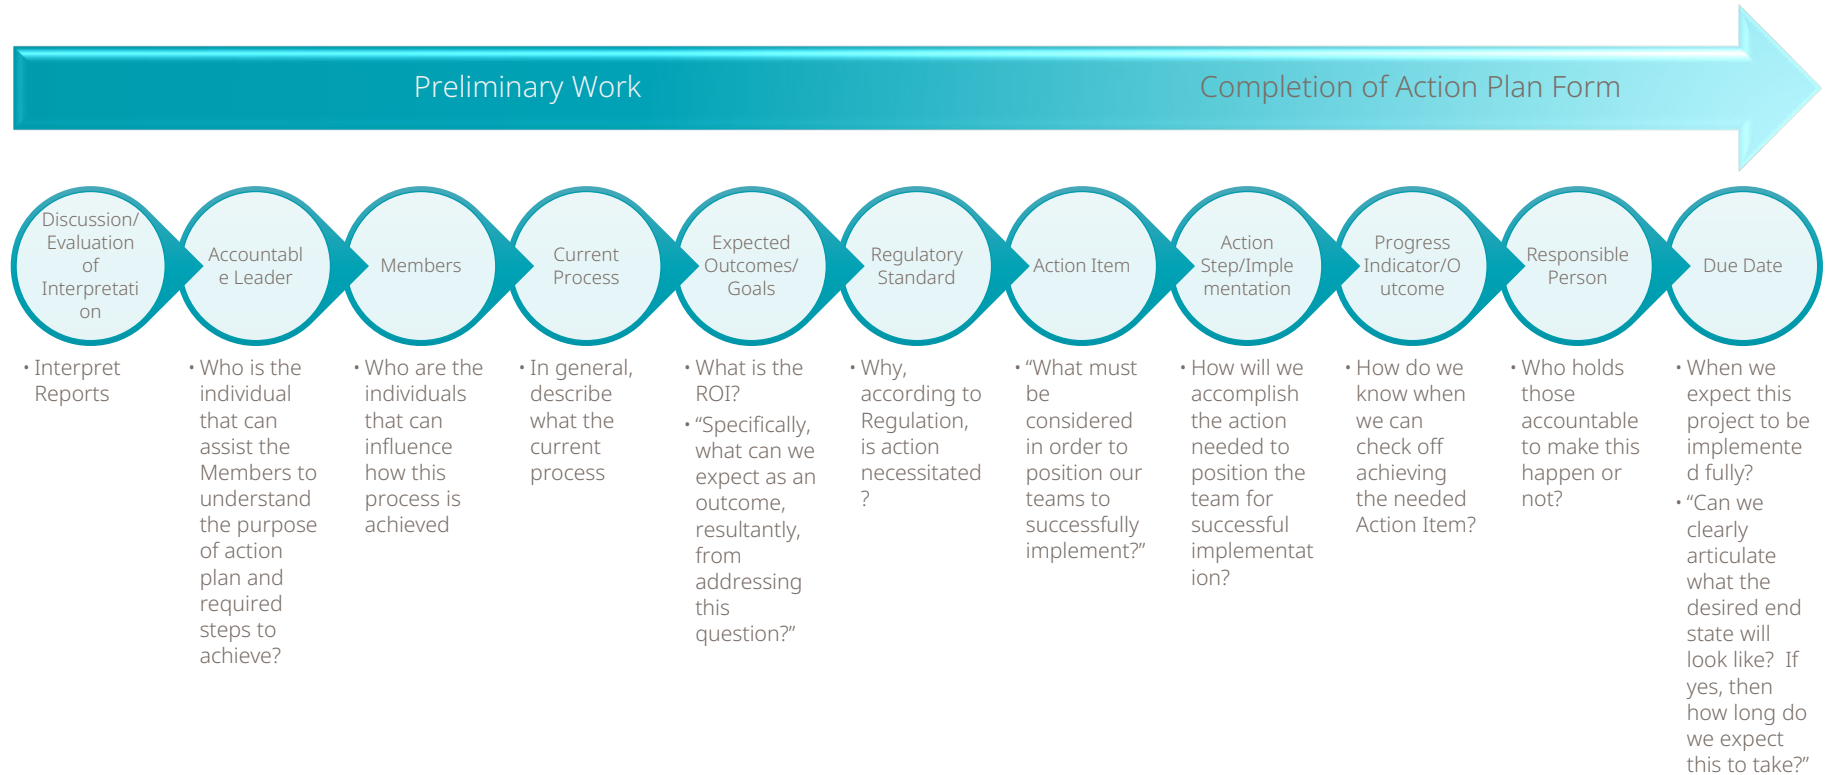 Preliminary Work
Completion of Action Plan Form
Discussion/
Evaluation
of
Interpretati
on
Accountabl
e Leader
Members
Current
Process
Expected
Outcomes/
Goals
Regulatory
Standard
Action Item
Action
Step/Imple
mentation
Progress
Indicator/O
utcome
Responsible
Person
Due Date
• Interpret
Reports
• Who is the
individual
that can
assist the
Members to
understand
the purpose
of action
plan and
required
steps to
achieve?
• Who are the
individuals
that can
influence
how this
process is
achieved
• In general,
describe
what the
current
process
• What is the
ROI?
• “Specifically,
what can we
expect as an
outcome,
resultantly,
from
addressing
this
question?”
• Why,
according to
Regulation,
is action
necessitated
?
• “What must
be
considered
in order to
position our
teams to
successfully
implement?”
• How will we
accomplish
the action
needed to
position the
team for
successful
implementat
ion?
• How do we
know when
we can
check off
achieving
the needed
Action Item?
• Who holds
those
accountable
to make this
happen or
not?
• When we
expect this
project to be
implemente
d fully?
• “Can we
clearly
articulate
what the
desired end
state will
look like?  If
yes, then
how long do
we expect
this to take?”